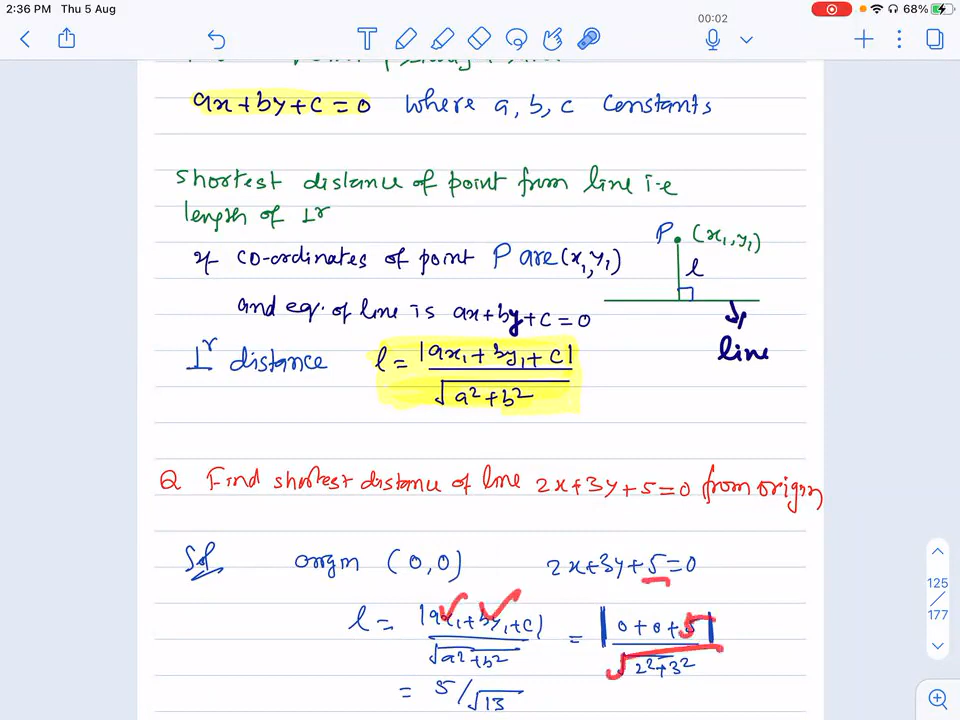 2:36 PM Thu 5 Aug
68%
00:02
ax+by+c=0 where a, b, c Constants
Shortest distance of point from line i.e
length of ⊥r
If co-ordinates of point P are (x₁,y₁)
P (x₁,y₁)
l
and eqn. of line is ax+by+c=0
line
⊥r distance l = |ax₁+by₁+c| / √a²+b²
Q Find shortest distance of line 2x+3y+5=0 from origin
Sol origin (0,0) 2x+3y+5=0
l = |ax₁+by₁+c| / √a²+b² = |0+0+5| / √2²+3²
= 5/√13
125
177